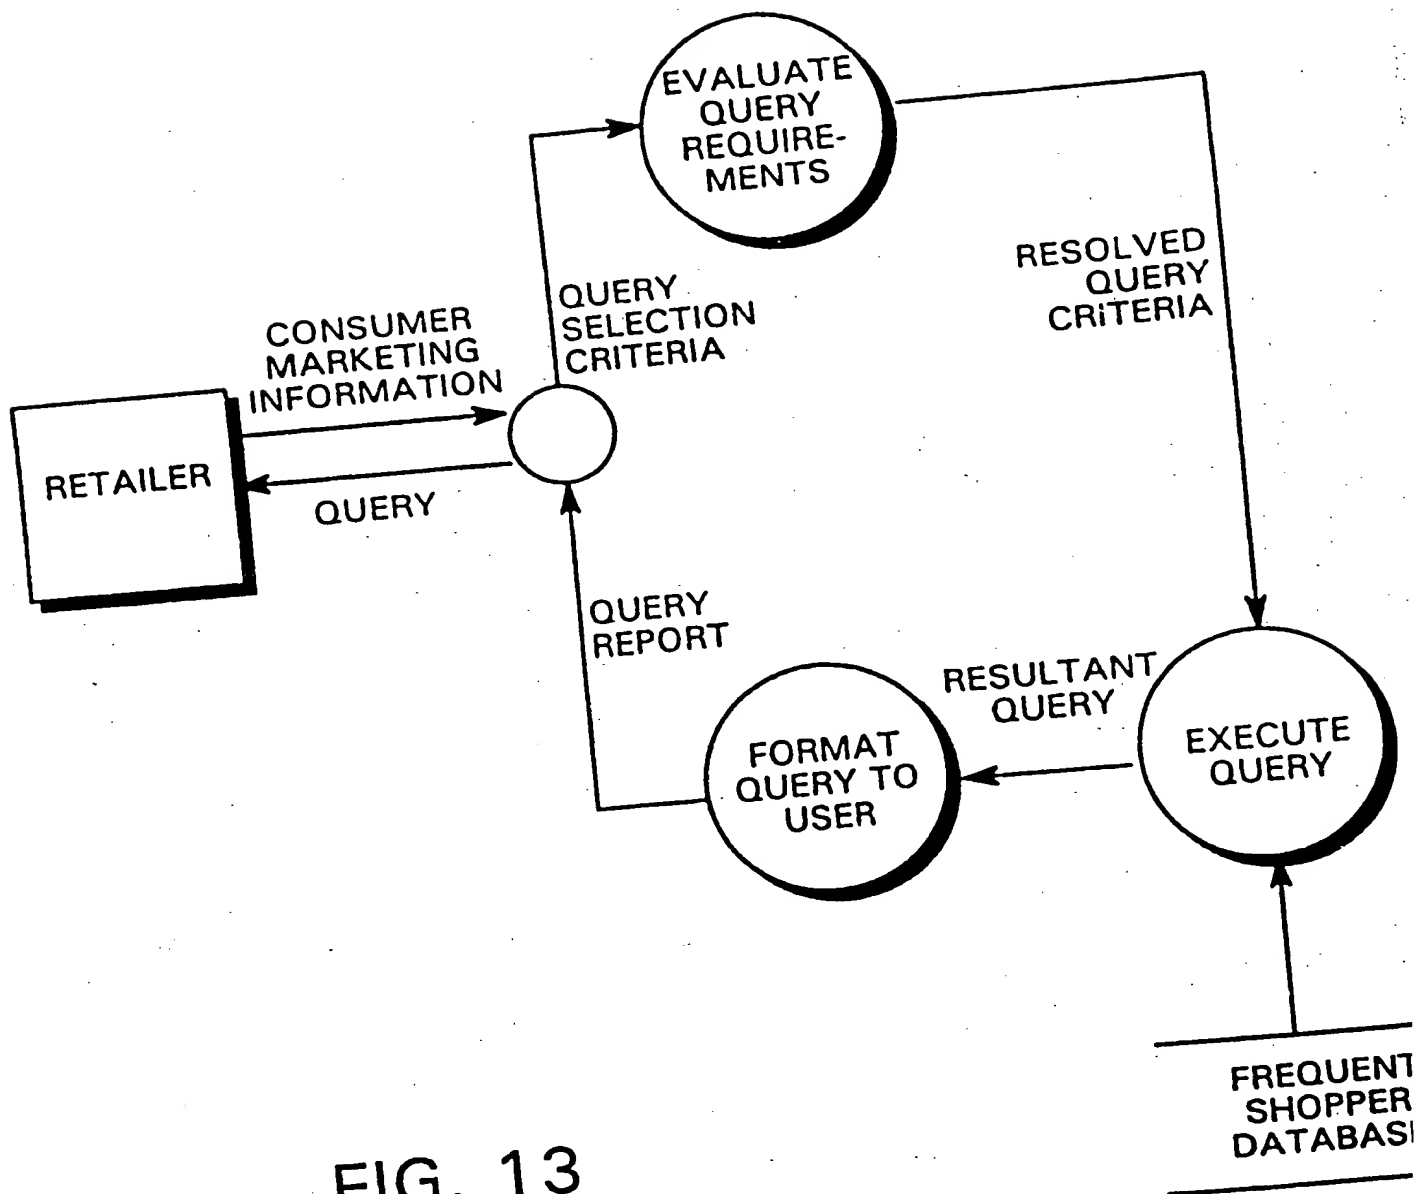 EVALUATE
QUERY
REQUIRE-
MENTS
RESOLVED
QUERY
CRiTERIA
QUERY
SELECTION
CRITERIA
CONSUMER
MARKETING
INFORMATION
RETAILER
QUERY
QUERY
REPORT
RESULTANT
QUERY
FORMAT
QUERY TO
USER
EXECUTE
QUERY
FREQUENT
SHOPPER
DATABAS
FIG. 13